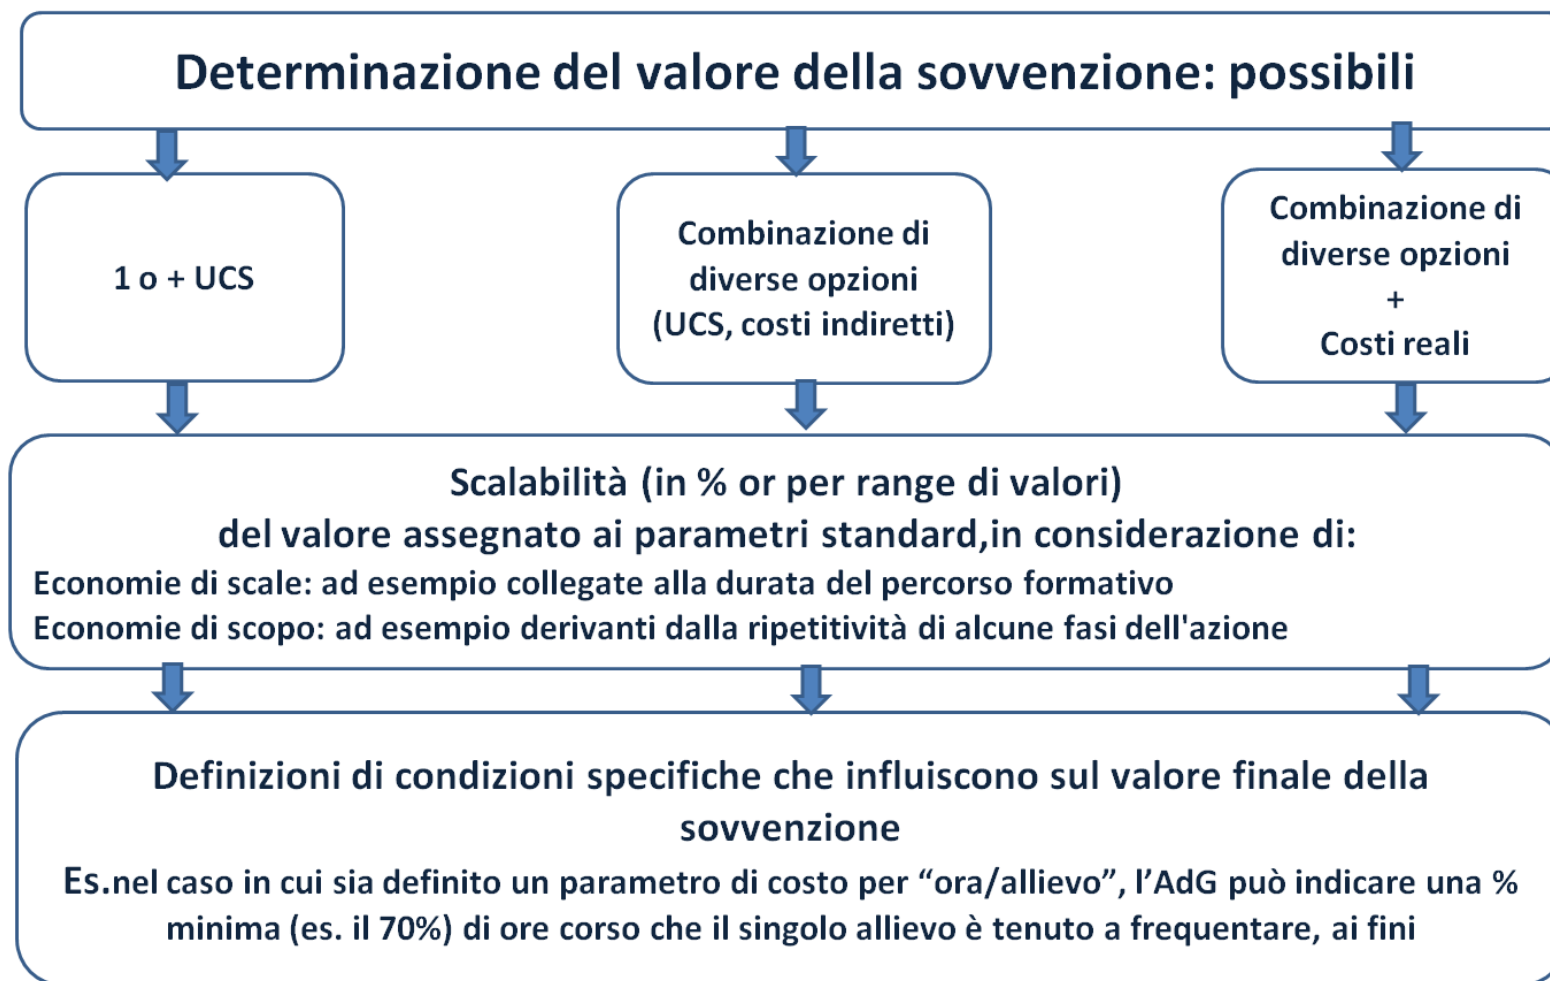 Determinazione del valore della sovvenzione: possibili
1 o + UCS
Combinazione di
diverse opzioni
(UCS, costi indiretti)
Combinazione di
diverse opzioni
+
Costi reali
Scalabilità (in % or per range di valori)
del valore assegnato ai parametri standard,in considerazione di:
Economie di scale: ad esempio collegate alla durata del percorso formativo
Economie di scopo: ad esempio derivanti dalla ripetitività di alcune fasi dell'azione
Definizioni di condizioni specifiche che influiscono sul valore finale della
sovvenzione
Es.nel caso in cui sia definito un parametro di costo per “ora/allievo”, l’AdG può indicare una %
minima (es. il 70%) di ore corso che il singolo allievo è tenuto a frequentare, ai fini